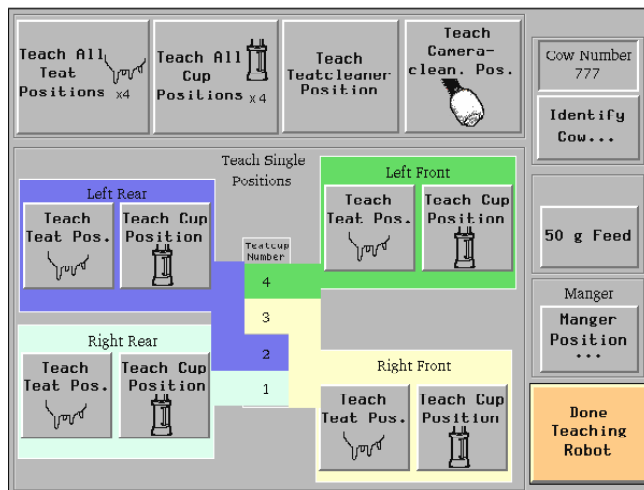 Teach All
Teat
Positions x4
Teach All
Cup
Positions x4
Teach
Teatcleaner
Position
Teach
Camera-
clean. Pos.
Cow Number
777
Identify
Cow...
50 g Feed
Manger
Manger
Position
...
Done
Teaching
Robot
Teach Single
Positions
Left Rear
Teach
Teat Pos.
Teach Cup
Position
Left Front
Teach
Teat Pos.
Teach Cup
Position
Teatcup
Number
4
3
2
1
Right Rear
Teach
Teat Pos.
Teach Cup
Position
Right Front
Teach
Teat Pos.
Teach Cup
Position